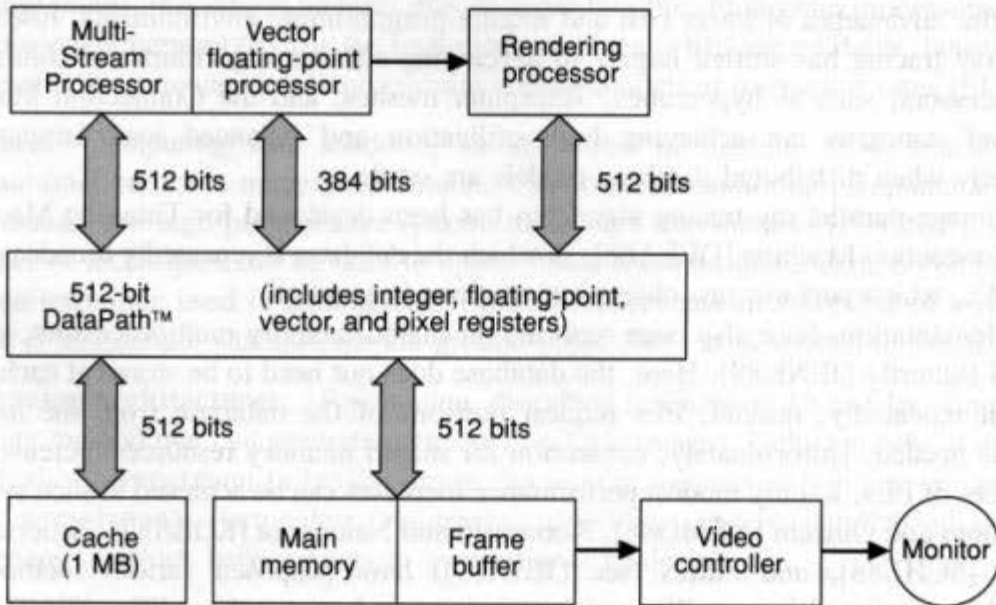 Multi-
Stream
Processor
Vector
floating-point
processor
Rendering
processor
512 bits
384 bits
512 bits
512-bit
DataPath™
(includes integer, floating-point,
vector, and pixel registers)
512 bits
512 bits
Cache
(1 MB)
Main
memory
Frame
buffer
Video
controller
Monitor